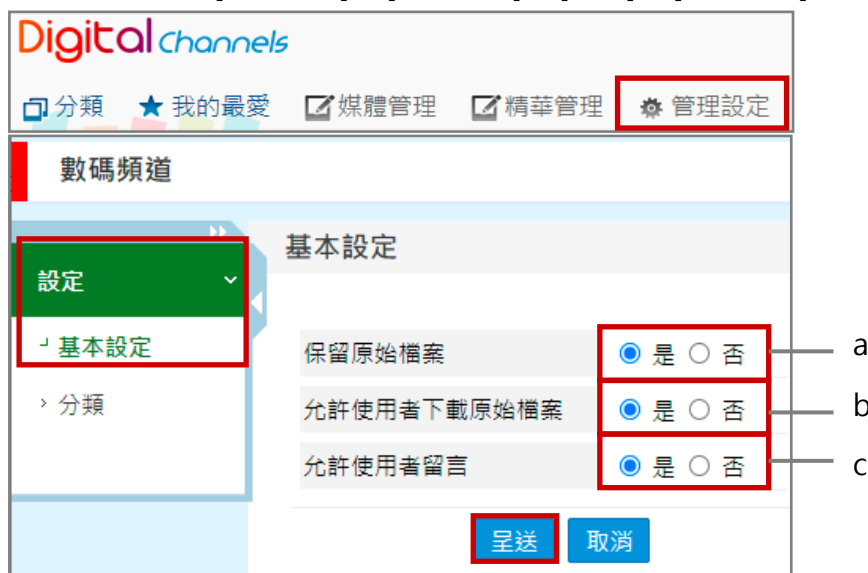 Digital channels
分類 我的最愛 媒體管理 精華管理 管理設定
數碼頻道
基本設定
設定
基本設定
分類
保留原始檔案 是 否 a
允許使用者下載原始檔案 是 否 b
允許使用者留言 是 否 c
呈送 取消